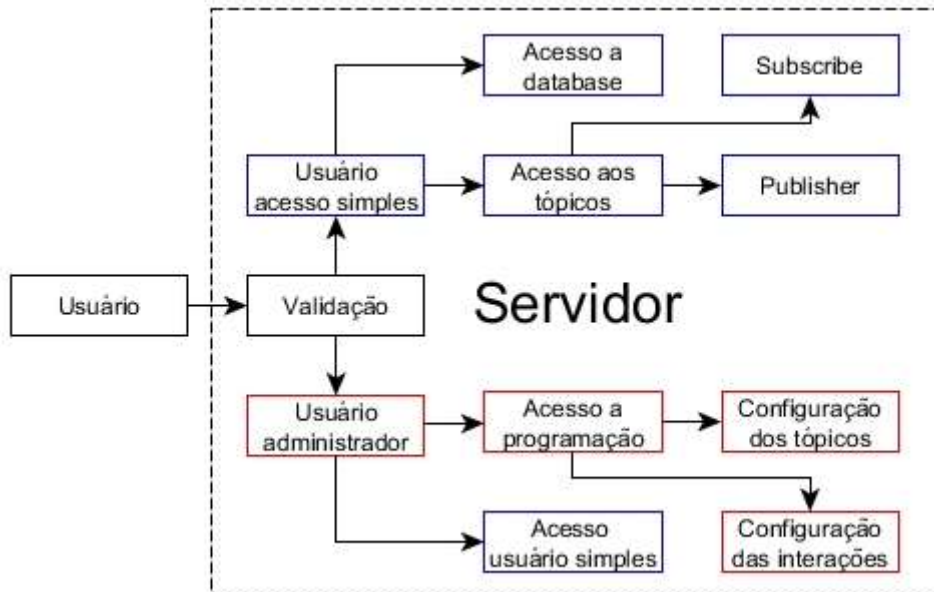 Acesso a
database
Subscribe
Usuário
acesso simples
Acesso aos
tópicos
Publisher
Usuário
Validação
Servidor
Usuário
administrador
Acesso a
programação
Configuração
dos tópicos
Acesso
usuário simples
Configuração
das interações